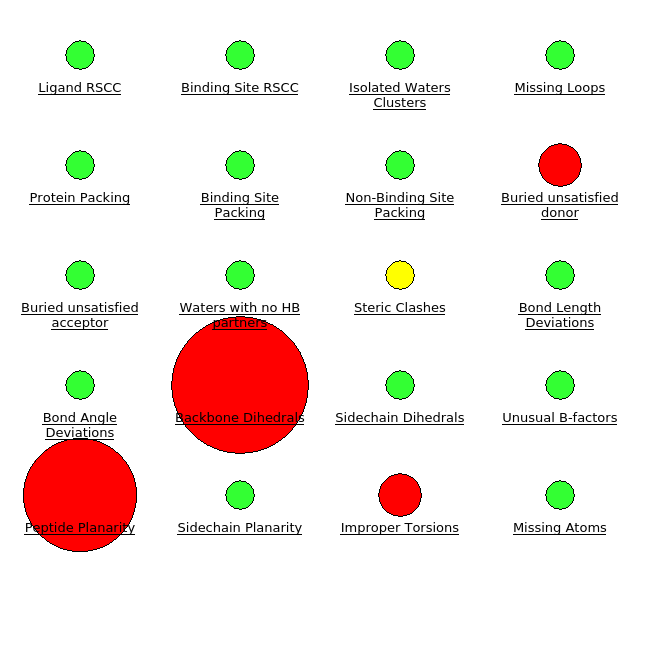 Ligand RSCC
Binding Site RSCC
Isolated Waters
Clusters
Missing Loops
Protein Packing
Binding Site
Packing
Non-Binding Site
Packing
Buried unsatisfied
donor
Buried unsatisfied
acceptor
Waters with no HB
partners
Steric Clashes
Bond Length
Deviations
Bond Angle
Deviations
Backbone Dihedrals
Sidechain Dihedrals
Unusual B-factors
Peptide Planarity
Sidechain Planarity
Improper Torsions
Missing Atoms